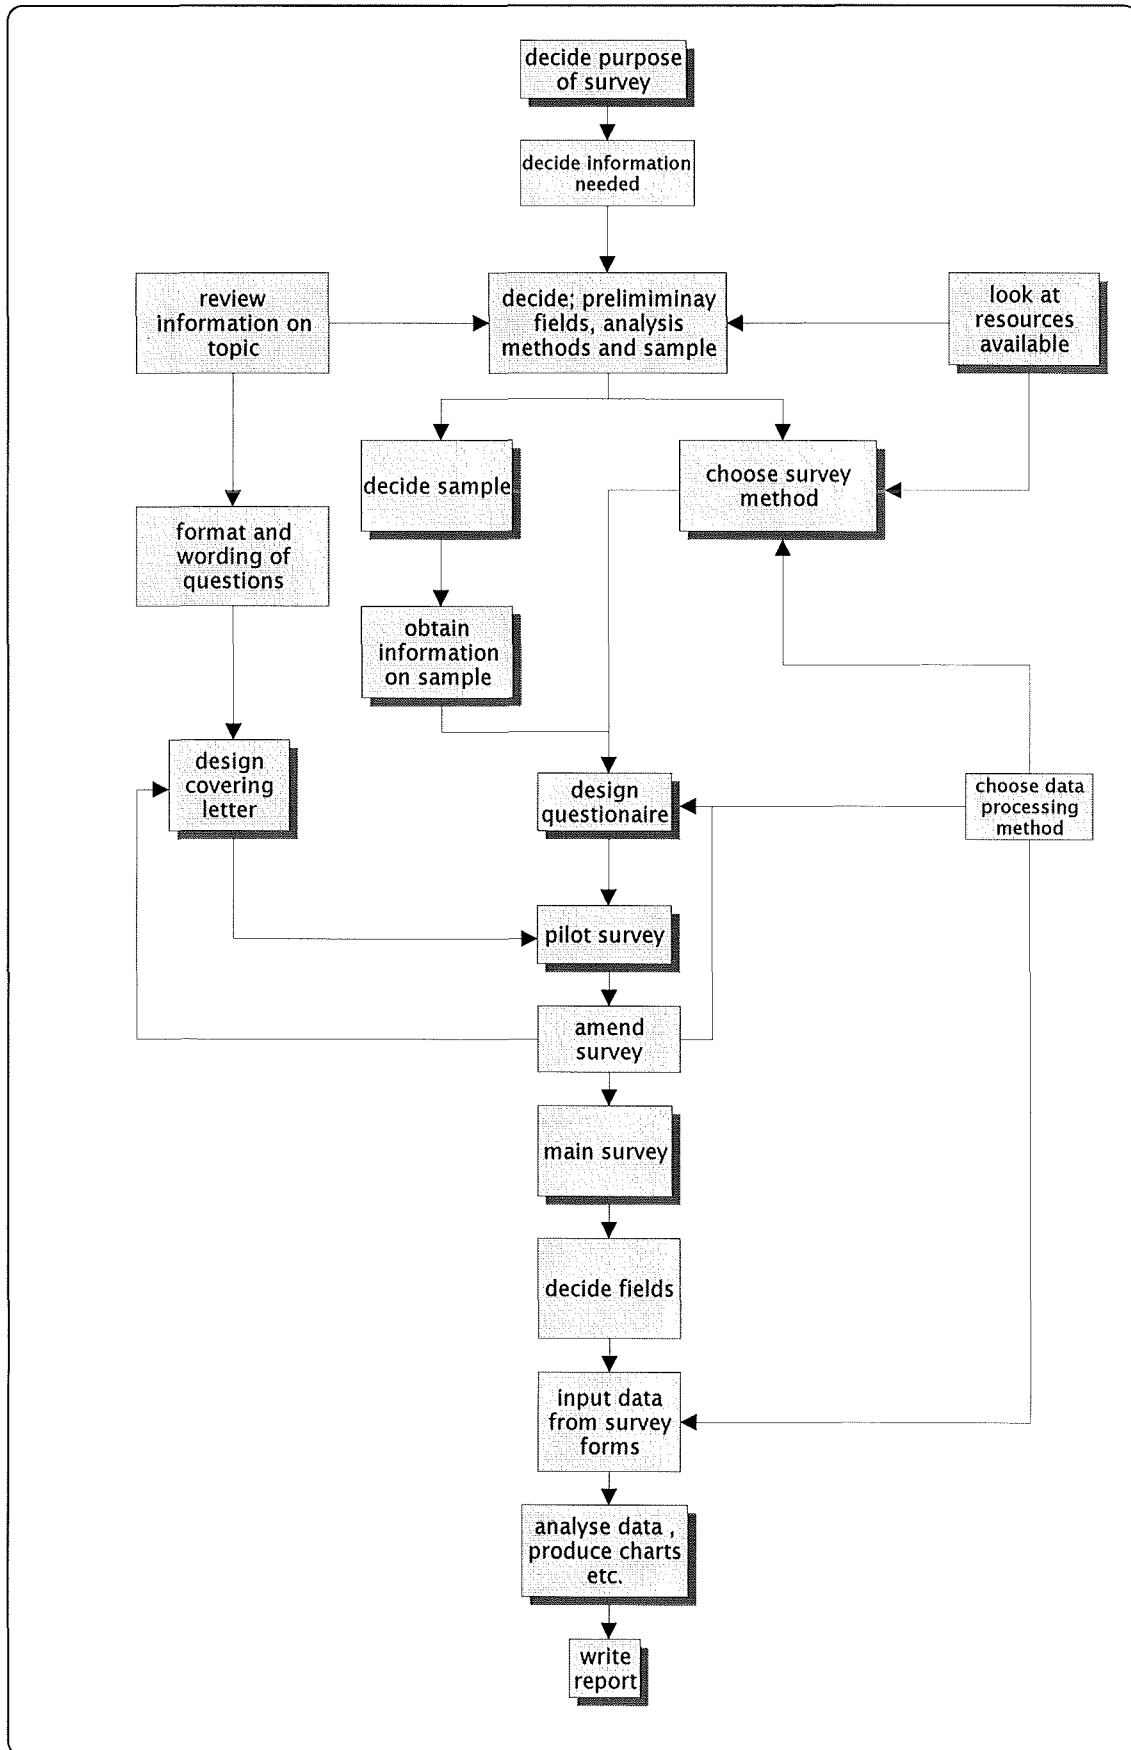 decide purpose
of survey
decide information
needed
review
information on
topic
decide; prelimiminay
fields, analysis
methods and sample
look at
resources
available
decide sample
choose survey
method
format and
wording of
questions
obtain
information
on sample
design
covering
letter
design
questionaire
choose data
processing
method
pilot survey
amend
survey
main survey
decide fields
input data
from survey
forms
analyse data ,
produce charts
etc.
write
report